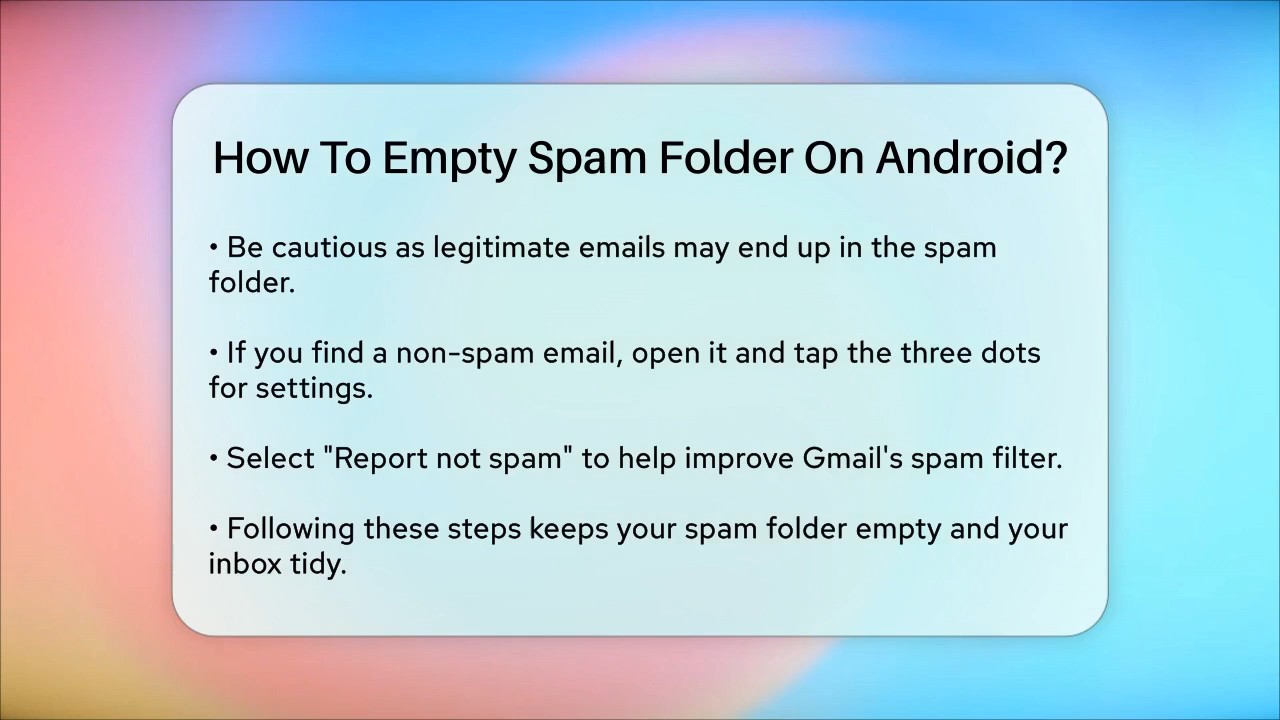 How To Empty Spam Folder On Android?
• Be cautious as legitimate emails may end up in the spam
folder.
• If you find a non-spam email, open it and tap the three dots
for settings.
• Select "Report not spam" to help improve Gmail's spam filter.
• Following these steps keeps your spam folder empty and your
inbox tidy.